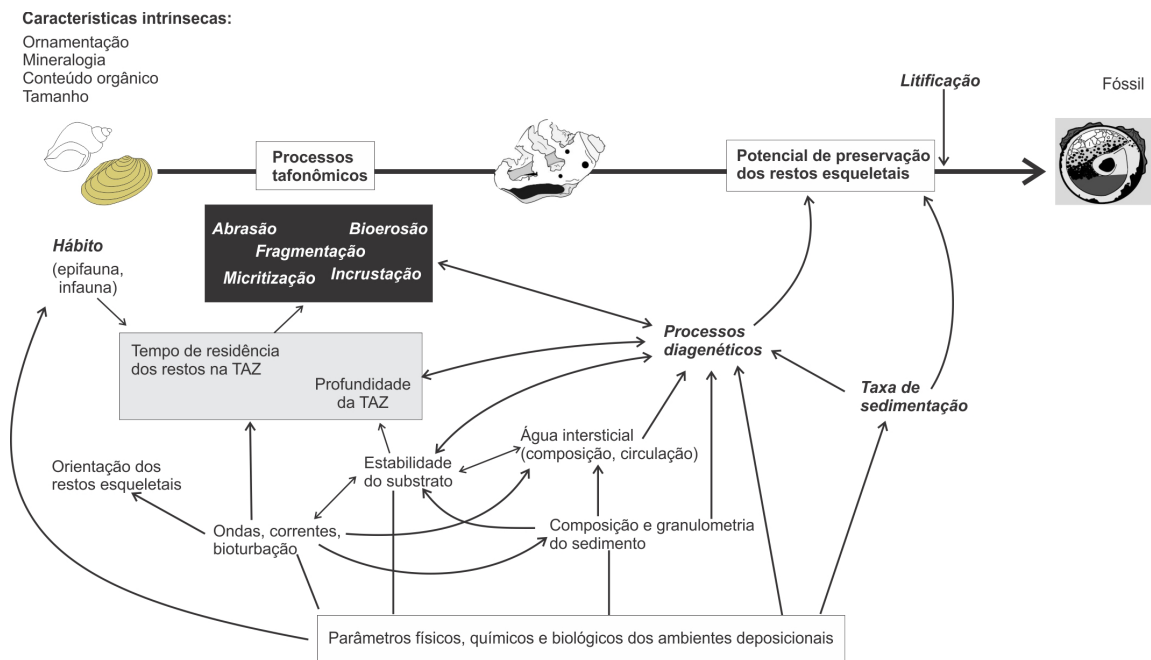 Características intrínsecas:
Ornamentação
Mineralogia
Conteúdo orgânico
Tamanho
Litificação
Fóssil
Processos
tafonômicos
Potencial de preservação
dos restos esqueletais
Abrasão
Bioerosão
Fragmentação
Micritização
Incrustação
Hábito
(epifauna,
infauna)
Tempo de residência
dos restos na TAZ
Profundidade
da TAZ
Processos
diagenéticos
Taxa de
sedimentação
Água intersticial
(composição, circulação)
Estabilidade
do substrato
Orientação dos
restos esqueletais
Ondas, correntes,
bioturbação
Composição e granulometria
do sedimento
Parâmetros físicos, químicos e biológicos dos ambientes deposicionais